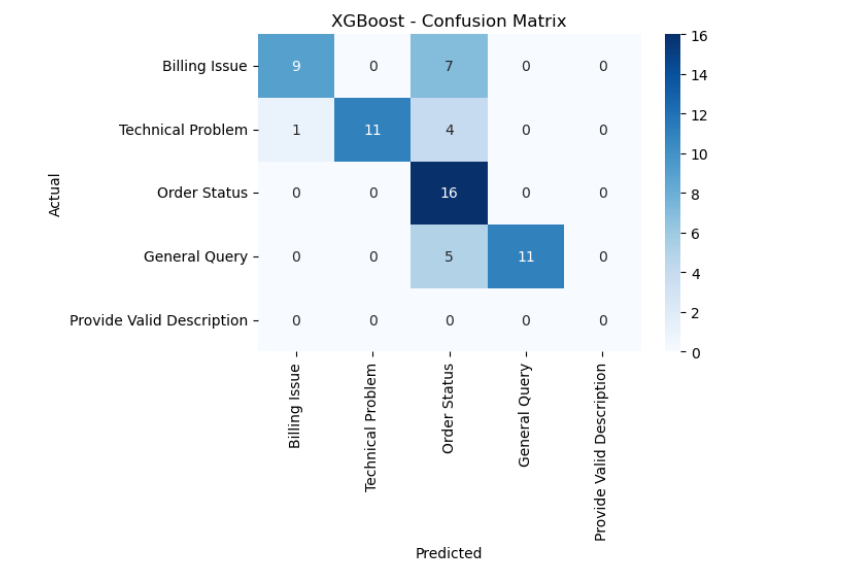 XGBoost - Confusion Matrix
Actual
Billing Issue 9 0 7 0 0
Technical Problem 1 11 4 0 0
Order Status 0 0 16 0 0
General Query 0 0 5 11 0
Provide Valid Description 0 0 0 0 0
Billing Issue
Technical Problem
Order Status
General Query
Provide Valid Description
Predicted
16
14
12
10
8
6
4
2
0